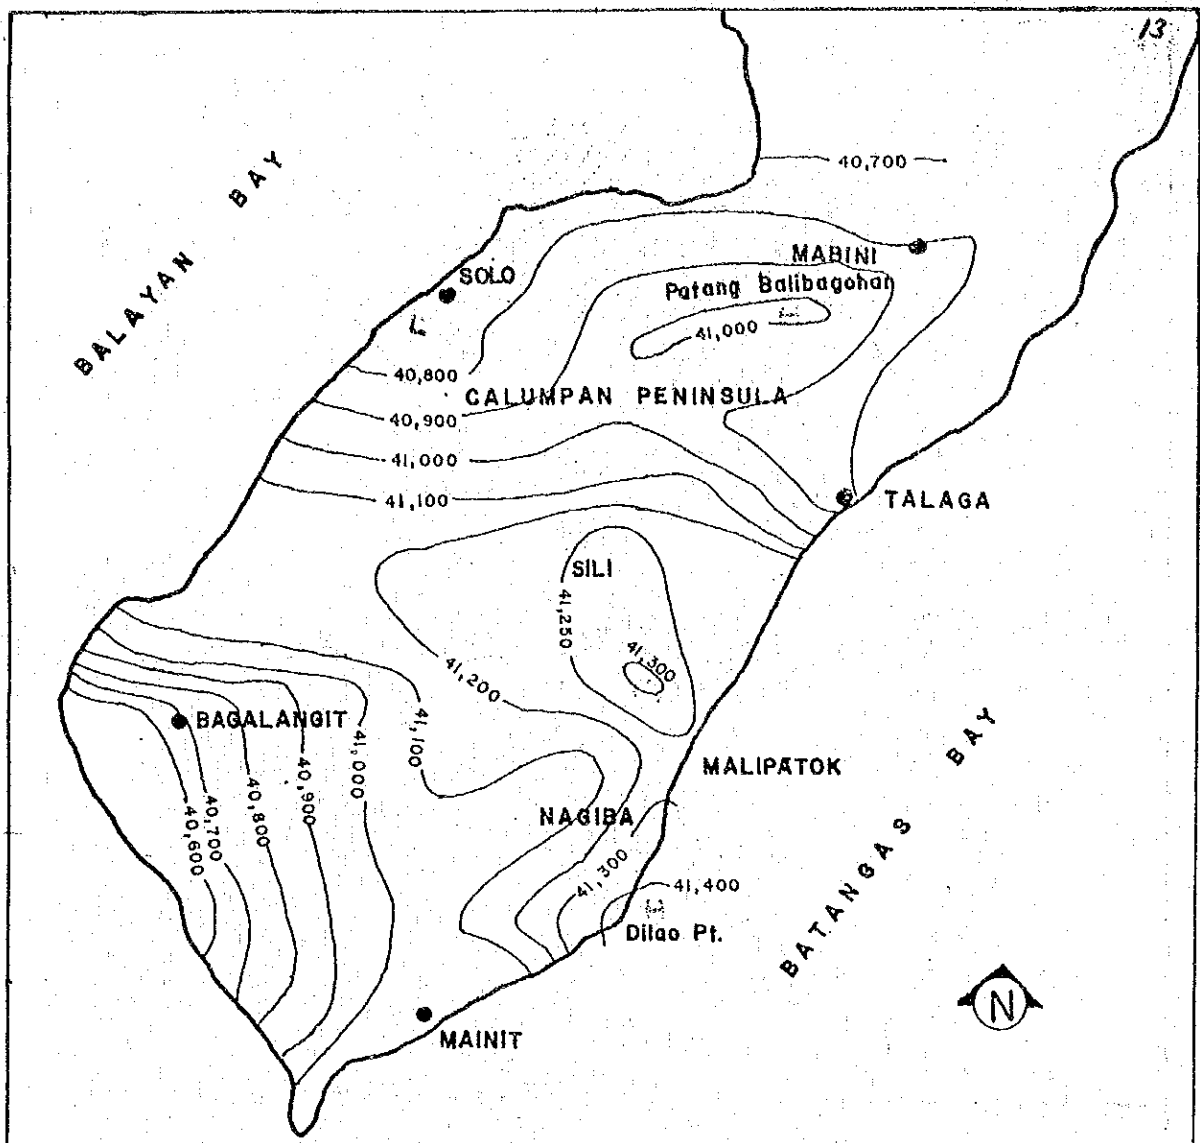 13
BALAYAN BAY
40,700
MABINI
SOLO
Patang Balibagohan
L
41,000
40,800
CALUMPAN PENINSULA
40,900
41,000
41,100
TALAGA
SILI
41,250
41,300
41,200
41,100
BAGALANGIT
41,000
40,900
40,800
40,700
40,600
MALIPATOK
NAGIBA
BATANGAS BAY
41,300
41,400
L
Dilao Pt.
N
MAINIT